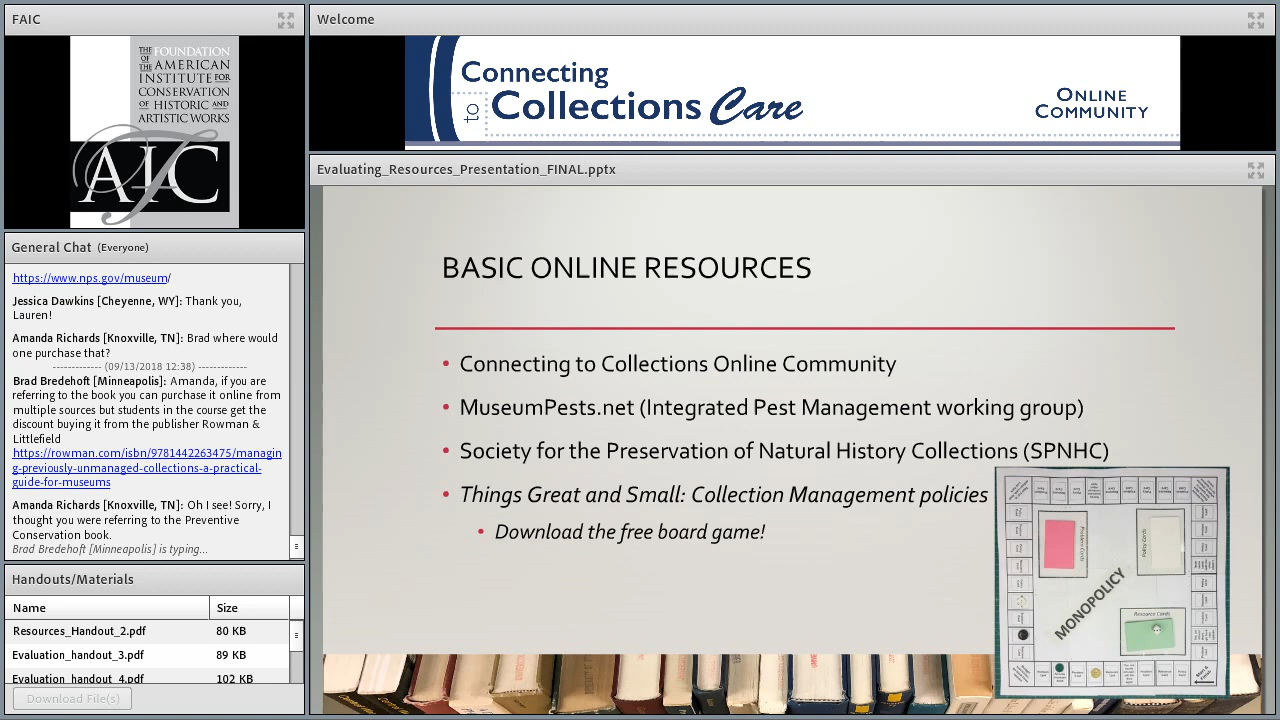 FAIC
THE FOUNDATION
OF THE AMERICAN
INSTITUTE FOR
CONSERVATION
OF HISTORIC AND
ARTISTIC WORKS
AIC
F
Welcome
Connecting
to Collections Care
ONLINE
COMMUNITY
General Chat (Everyone)
https://www.nps.gov/museum/
Jessica Dawkins [Cheyenne, WY]: Thank you,
Lauren!
Amanda Richards [Knoxville, TN]: Brad where would
one purchase that?
------------- (09/13/2018 12:38) -------------
Brad Bredehoft [Minneapolis]: Amanda, if you are
referring to the book you can purchase it online from
multiple sources but students in the course get the
discount buying it from the publisher Rowman &
Littlefield
https://rowman.com/isbn/9781442263475/managin
g-previously-unmanaged-collections-a-practical-
guide-for-museums
Amanda Richards [Knoxville, TN]: Oh I see! Sorry, I
thought you were referring to the Preventive
Conservation book.
Brad Bredehoft [Minneapolis] is typing...
Handouts/Materials
Name Size
Resources_Handout_2.pdf 80 KB
Evaluation_handout_3.pdf 89 KB
Evaluation_handout_4.pdf 102 KB
Download File(s)
Evaluating_Resources_Presentation_FINAL.pptx
BASIC ONLINE RESOURCES
• Connecting to Collections Online Community
• MuseumPests.net (Integrated Pest Management working group)
• Society for the Preservation of Natural History Collections (SPNHC)
• Things Great and Small: Collection Management policies
• Download the free board game!
Problem Cards
Policy Cards
MONOPOLICY
Resource Cards